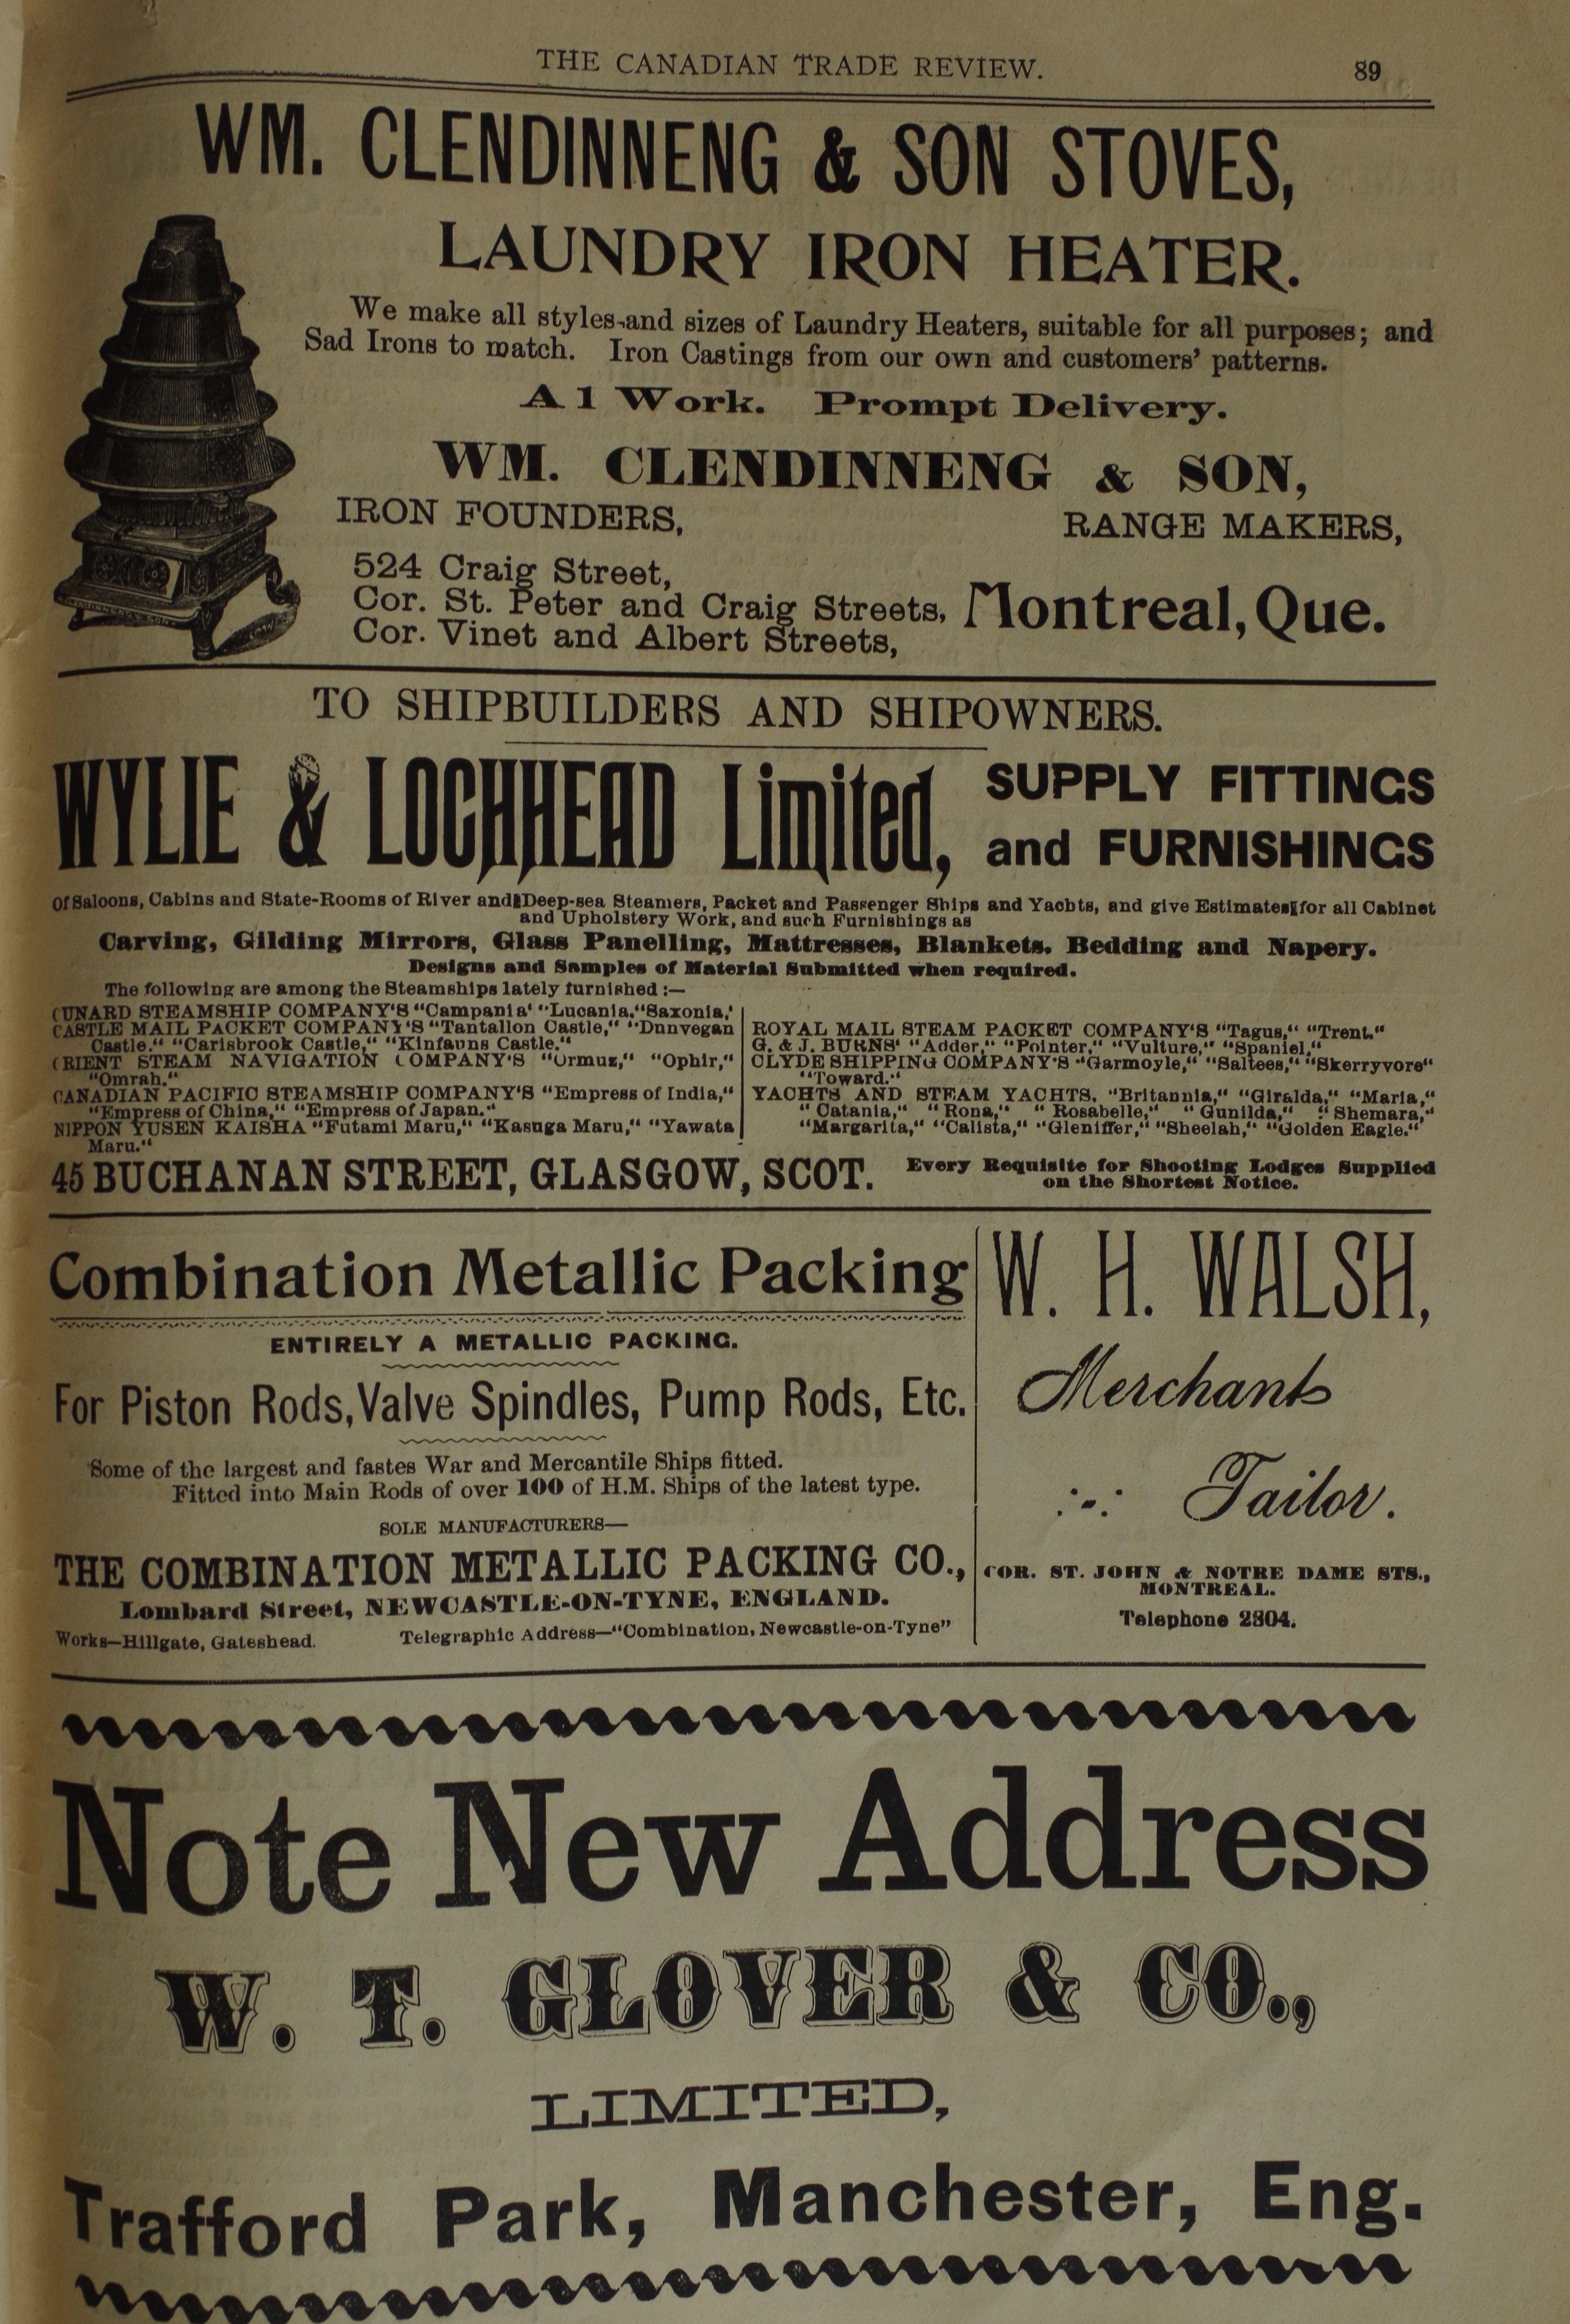 THE CANADIAN TRADE REVIEW. 89
WM. CLENDINNENG & SON STOVES,
LAUNDRY IRON HEATER.
We make all styles and sizes of Laundry Heaters, suitable for all purposes; and
Sad Irons to match. Iron Castings from our own and customers' patterns.
A 1 Work. Prompt Delivery.
WM. CLENDINNENG & SON,
IRON FOUNDERS, RANGE MAKERS,
524 Craig Street,
Cor. St. Peter and Craig Streets, Montreal, Que.
Cor. Vinet and Albert Streets,
TO SHIPBUILDERS AND SHIPOWNERS.
WYLIE & LOCHHEAD Limited, SUPPLY FITTINGS
and FURNISHINGS
Of Saloons, Cabins and State-Rooms of River and Deep-sea Steamers, Packet and Passenger Ships and Yachts, and give Estimates for all Cabinet
and Upholstery Work, and such Furnishings as
Carving, Gilding Mirrors, Glass Panelling, Mattresses, Blankets, Bedding and Napery.
Designs and Samples of Material Submitted when required.
The following are among the Steamships lately furnished :—
CUNARD STEAMSHIP COMPANY'S "Campania' "Lucania."Saxonia,'
CASTLE MAIL PACKET COMPANY'S "Tantallon Castle," "Dunvegan
Castle." "Carisbrook Castle," "Kinfauns Castle."
ORIENT STEAM NAVIGATION COMPANY'S "Ormuz," "Ophir,"
"Omrah."
CANADIAN PACIFIC STEAMSHIP COMPANY'S "Empress of India,"
"Empress of China," "Empress of Japan."
NIPPON YUSEN KAISHA "Futami Maru," "Kasuga Maru," "Yawata
Maru."
ROYAL MAIL STEAM PACKET COMPANY'S "Tagus," "Trent."
G. & J. BURNS' "Adder," "Pointer," "Vulture," "Spaniel,"
CLYDE SHIPPING COMPANY'S "Garmoyle," "Saltees," "Skerryvore"
"Toward."
YACHTS AND STEAM YACHTS. "Britannia," "Giralda," "Maria,"
"Catania," "Rona," "Rosabelle," "Gunilda," "Shemara,"
"Margarita," "Calista," "Gleniffer," "Sheelah," "Golden Eagle."
45 BUCHANAN STREET, GLASGOW, SCOT. Every Requisite for Shooting Lodges Supplied
on the Shortest Notice.
Combination Metallic Packing
ENTIRELY A METALLIC PACKING.
For Piston Rods, Valve Spindles, Pump Rods, Etc.
Some of the largest and fastes War and Mercantile Ships fitted.
Fitted into Main Rods of over 100 of H.M. Ships of the latest type.
SOLE MANUFACTURERS—
THE COMBINATION METALLIC PACKING CO.,
Lombard Street, NEWCASTLE-ON-TYNE, ENGLAND.
Works—Hillgate, Gateshead. Telegraphic Address—"Combination, Newcastle-on-Tyne"
W. H. WALSH,
Merchant
Tailor.
COR. ST. JOHN & NOTRE DAME STS.,
MONTREAL.
Telephone 2804.
Note New Address
W. T. GLOVER & CO.,
LIMITED,
Trafford Park, Manchester, Eng.